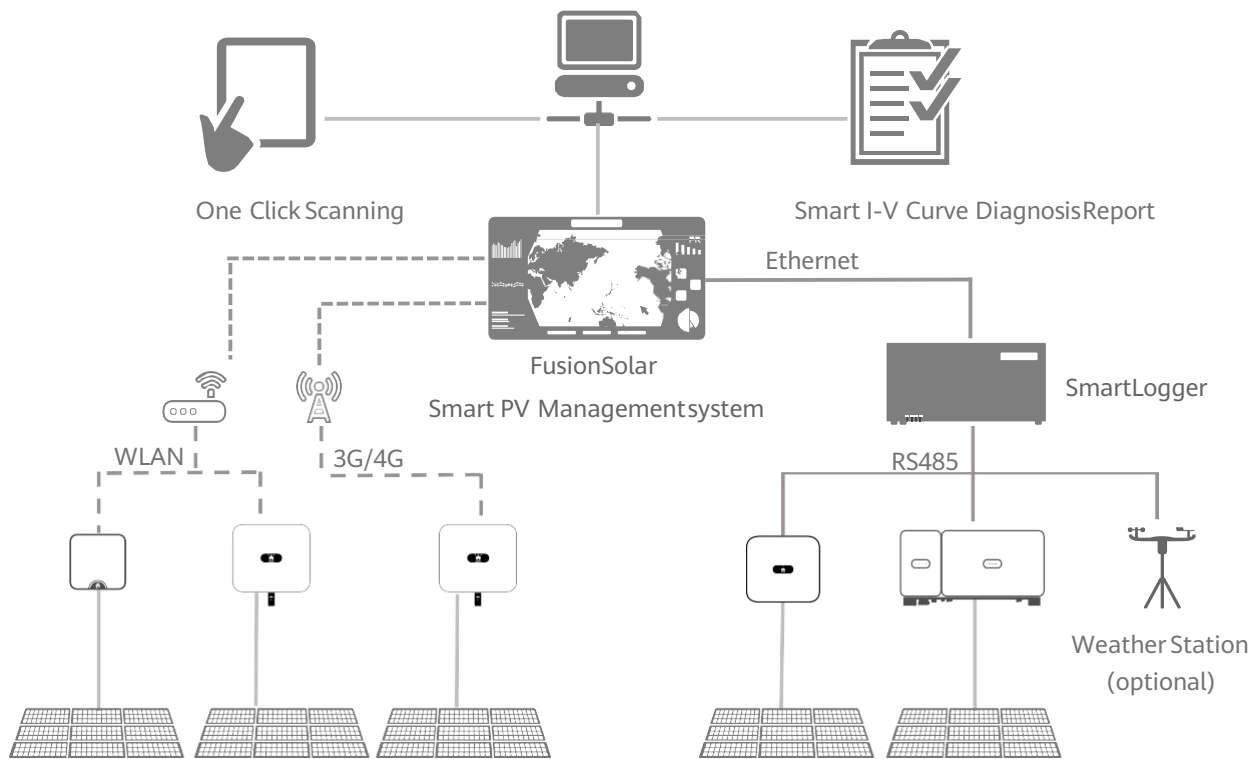 One Click Scanning
Smart I-V Curve DiagnosisReport
Ethernet
FusionSolar
Smart PV Managementsystem
SmartLogger
WLAN
3G/4G
RS485
Weather Station
(optional)